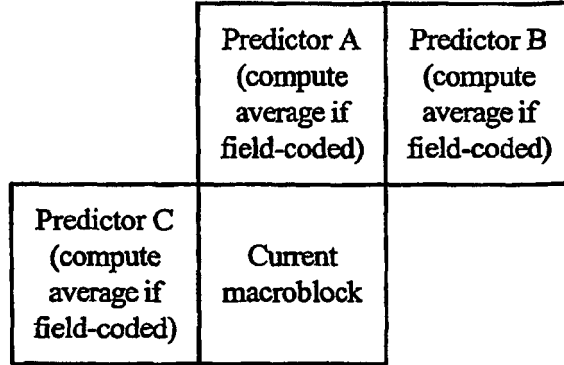 Predictor A
(compute
average if
field-coded)
Predictor B
(compute
average if
field-coded)
Predictor C
(compute
average if
field-coded)
Current
macroblock